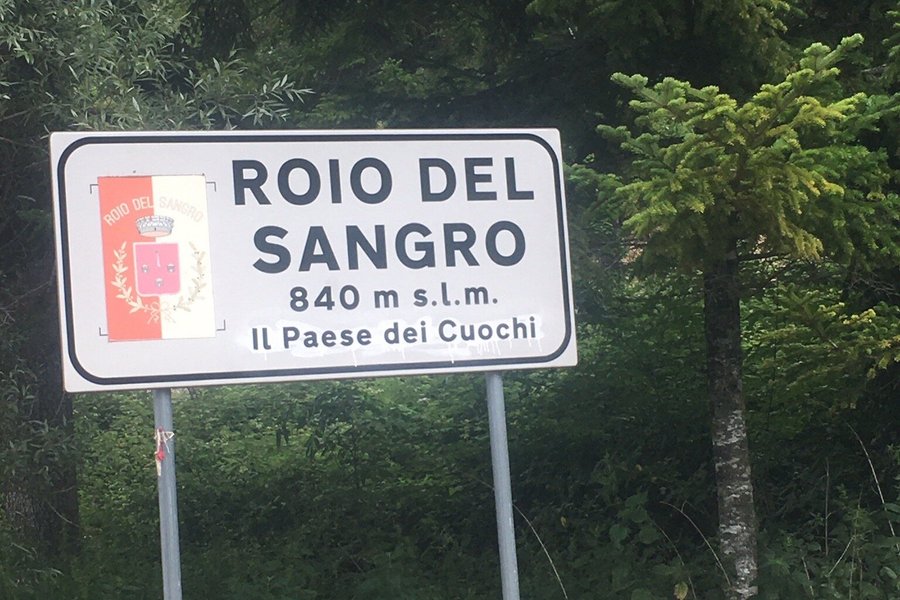 ROIO DEL SANGRO
ROIO DEL
SANGRO
840 m s.l.m.
Il Paese dei Cuochi